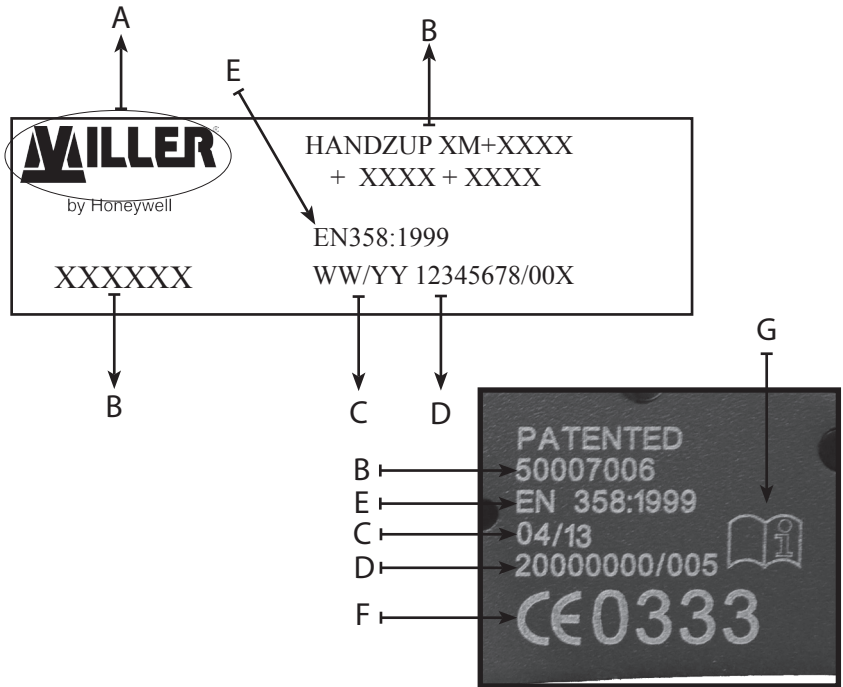 A
B
E
MILLER®
by Honeywell
HANDZUP XM+XXXX
+ XXXX + XXXX
EN358:1999
XXXXXX
WW/YY 12345678/00X
B
C
D
G
PATENTED
B 50007006
E EN 358:1999
C 04/13
D 20000000/005
F CE0333
i